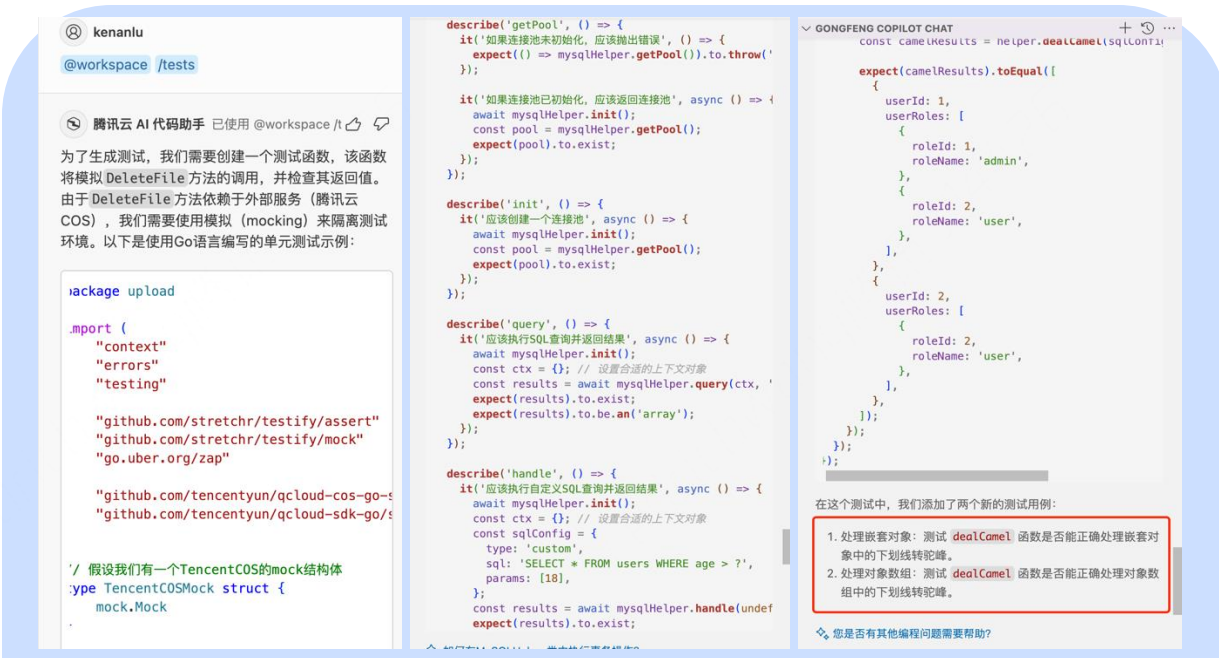 kenanlu
@workspace /tests
腾讯云 AI 代码助手 已使用 @workspace /t
为了生成测试，我们需要创建一个测试函数，该函数
将模拟 DeleteFile 方法的调用，并检查其返回值。
由于 DeleteFile 方法依赖于外部服务（腾讯云
COS），我们需要使用模拟（mocking）来隔离测试
环境。以下是使用Go语言编写的单元测试示例：
package upload
import (
"context"
"errors"
"testing"
"github.com/stretchr/testify/assert"
"github.com/stretchr/testify/mock"
"go.uber.org/zap"
"github.com/tencentyun/qcloud-cos-go-s
"github.com/tencentyun/qcloud-sdk-go/s
// 假设我们有一个TencentCOS的mock结构体
type TencentCOSMock struct {
mock.Mock
describe('getPool', () => {
it('如果连接池未初始化，应该抛出错误', () => {
expect(() => mysqlHelper.getPool()).to.throw('
});
it('如果连接池已初始化，应该返回连接池', async () => {
await mysqlHelper.init();
const pool = mysqlHelper.getPool();
expect(pool).to.exist;
});
});
describe('init', () => {
it('应该创建一个连接池', async () => {
await mysqlHelper.init();
const pool = mysqlHelper.getPool();
expect(pool).to.exist;
});
});
describe('query', () => {
it('应该执行SQL查询并返回结果', async () => {
await mysqlHelper.init();
const ctx = {}; // 设置合适的上下文对象
const results = await mysqlHelper.query(ctx, '
expect(results).to.exist;
expect(results).to.be.an('array');
});
});
describe('handle', () => {
it('应该执行自定义SQL查询并返回结果', async () => {
await mysqlHelper.init();
const ctx = {}; // 设置合适的上下文对象
const sqlConfig = {
type: 'custom',
sql: 'SELECT * FROM users WHERE age > ?',
params: [18],
};
const results = await mysqlHelper.handle(undef
expect(results).to.exist;
GONGFENG COPILOT CHAT
const camelResults = helper.dealCamel(sqlConfig
expect(camelResults).toEqual([
{
userId: 1,
userRoles: [
{
roleId: 1,
roleName: 'admin',
},
{
roleId: 2,
roleName: 'user',
},
],
},
{
userId: 2,
userRoles: [
{
roleId: 2,
roleName: 'user',
},
],
},
]);
});
});
});
在这个测试中，我们添加了两个新的测试用例：
1. 处理嵌套对象：测试 dealCamel 函数是否能正确处理嵌套对
象中的下划线转驼峰。
2. 处理对象数组：测试 dealCamel 函数是否能正确处理对象数
组中的下划线转驼峰。
您是否有其他编程问题需要帮助?